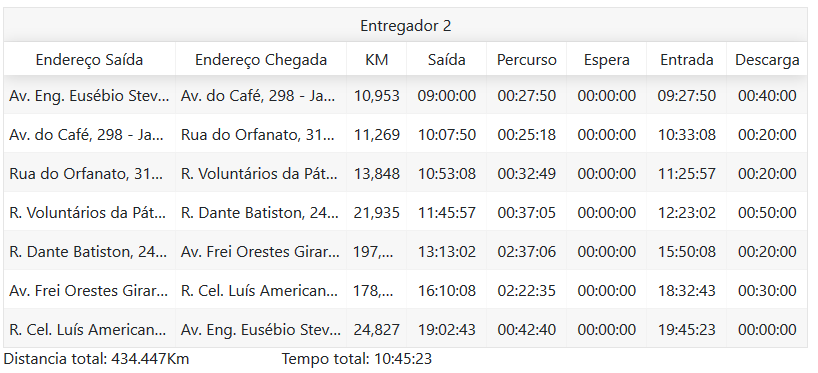 Entregador 2
Endereço Saída Endereço Chegada KM Saída Percurso Espera Entrada Descarga
Av. Eng. Eusébio Stev... Av. do Café, 298 - Ja... 10,953 09:00:00 00:27:50 00:00:00 09:27:50 00:40:00
Av. do Café, 298 - Ja... Rua do Orfanato, 31... 11,269 10:07:50 00:25:18 00:00:00 10:33:08 00:20:00
Rua do Orfanato, 31... R. Voluntários da Pát... 13,848 10:53:08 00:32:49 00:00:00 11:25:57 00:20:00
R. Voluntários da Pát... R. Dante Batiston, 24... 21,935 11:45:57 00:37:05 00:00:00 12:23:02 00:50:00
R. Dante Batiston, 24... Av. Frei Orestes Girar... 197,... 13:13:02 02:37:06 00:00:00 15:50:08 00:20:00
Av. Frei Orestes Girar... R. Cel. Luís American... 178,... 16:10:08 02:22:35 00:00:00 18:32:43 00:30:00
R. Cel. Luís American... Av. Eng. Eusébio Stev... 24,827 19:02:43 00:42:40 00:00:00 19:45:23 00:00:00
Distancia total: 434.447Km Tempo total: 10:45:23